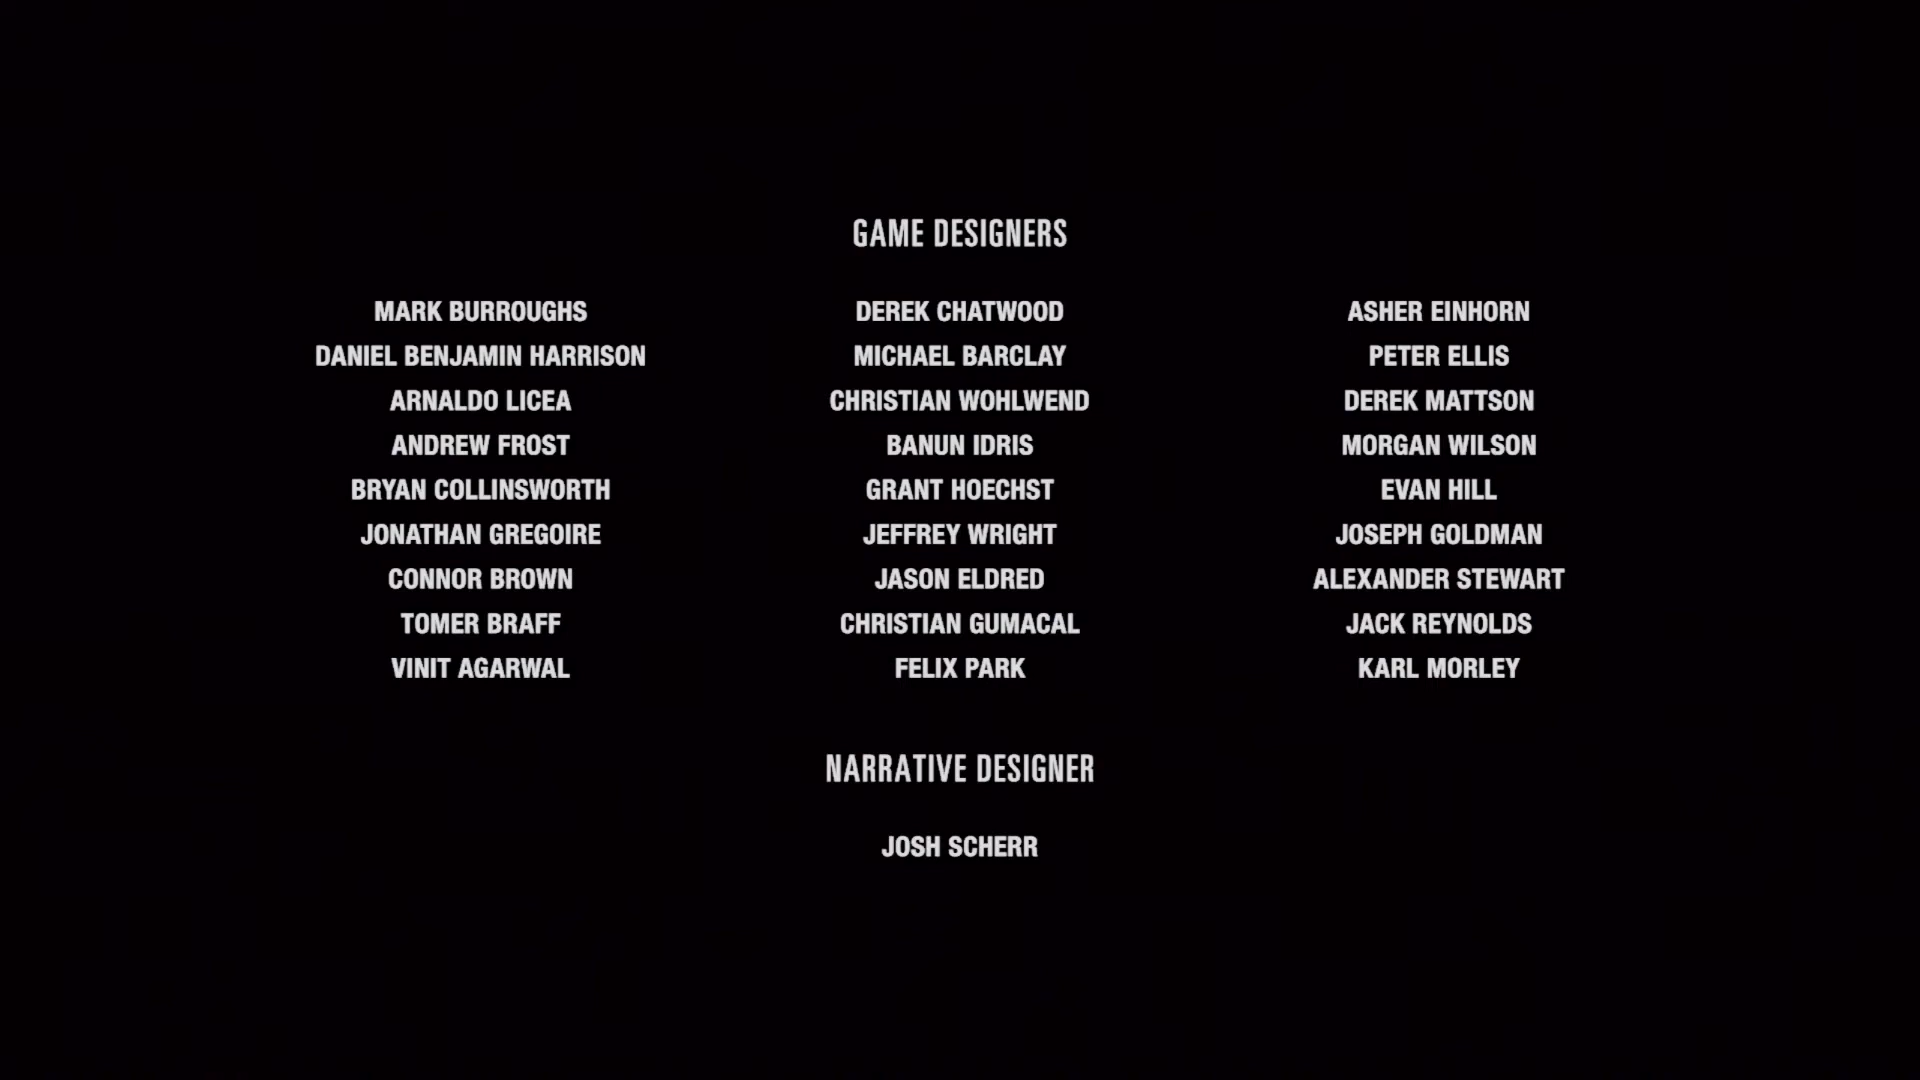 GAME DESIGNERS
MARK BURROUGHS DEREK CHATWOOD ASHER EINHORN
DANIEL BENJAMIN HARRISON MICHAEL BARCLAY PETER ELLIS
ARNALDO LICEA CHRISTIAN WOHLWEND DEREK MATTSON
ANDREW FROST BANUN IDRIS MORGAN WILSON
BRYAN COLLINSWORTH GRANT HOECHST EVAN HILL
JONATHAN GREGOIRE JEFFREY WRIGHT JOSEPH GOLDMAN
CONNOR BROWN JASON ELDRED ALEXANDER STEWART
TOMER BRAFF CHRISTIAN GUMACAL JACK REYNOLDS
VINIT AGARWAL FELIX PARK KARL MORLEY
NARRATIVE DESIGNER
JOSH SCHERR